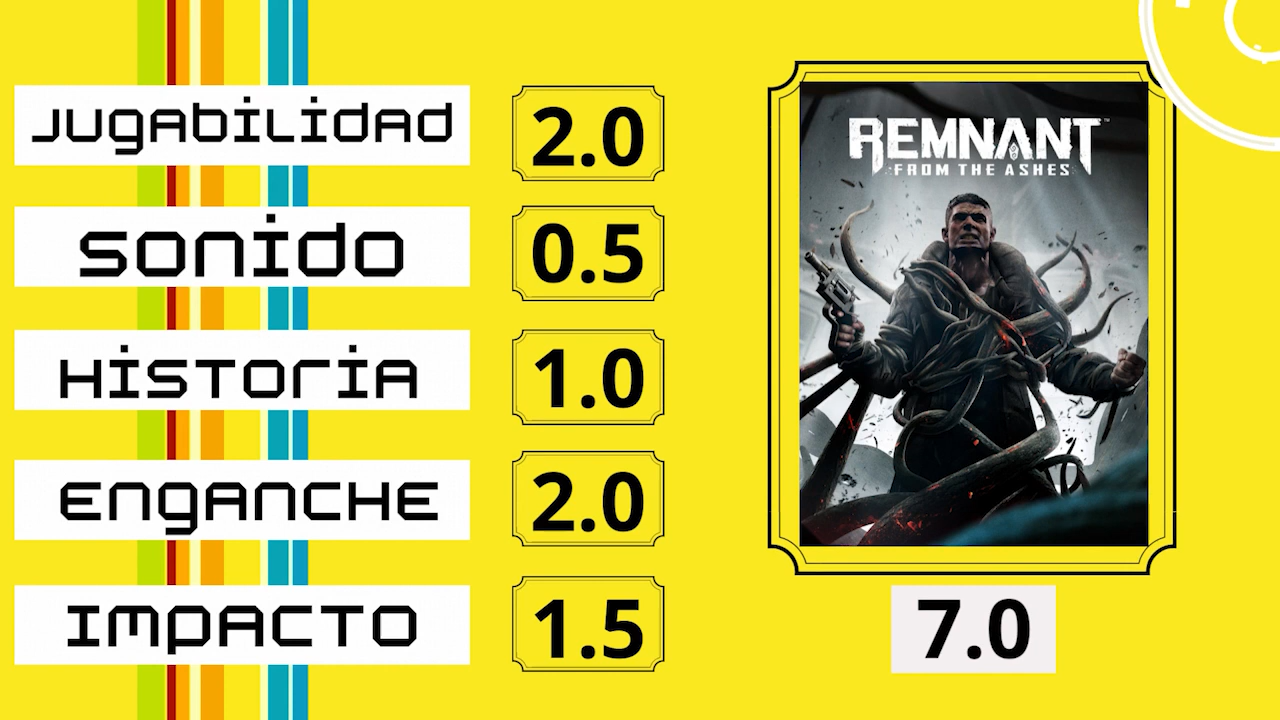 JUGABILIDAD
2.0
SONIDO
0.5
HISTORIA
1.0
ENGANCHE
2.0
IMPACTO
1.5
REMNANT™
FROM THE ASHES
7.0